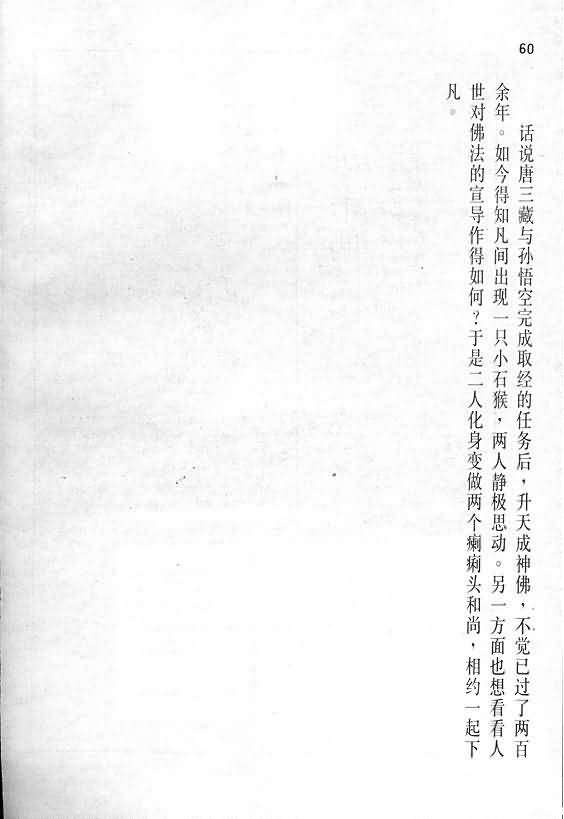 60
话说唐三藏与孙悟空完成取经的任务后，升天成神佛，不觉已过了两百
余年。如今得知凡间出现一只小石猴，两人静极思动。另一方面也想看看人
世对佛法的宣导作得如何？于是二人化身变做两个瘌痢头和尚，相约一起下
凡。